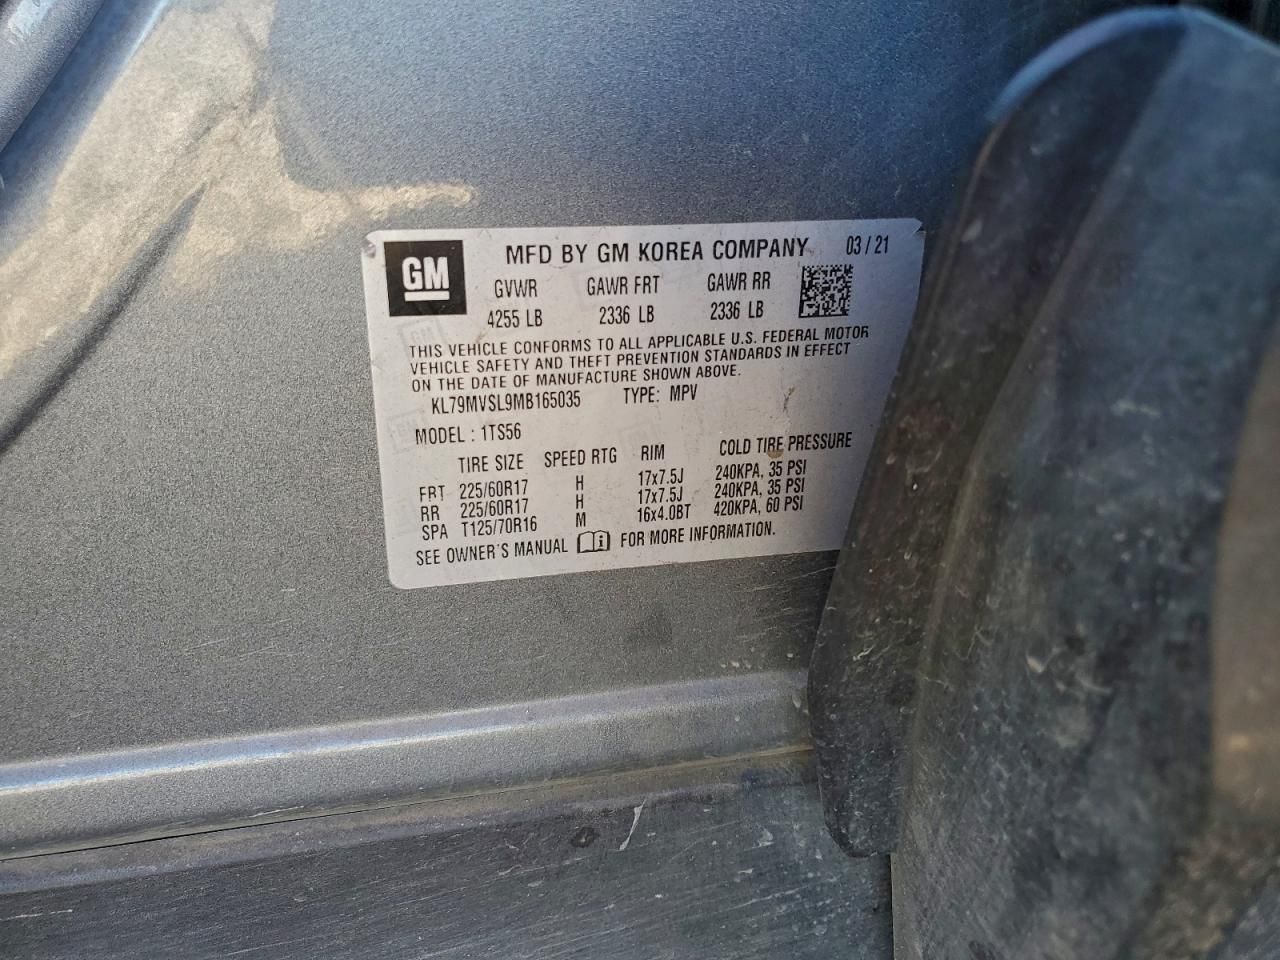 GM
MFD BY GM KOREA COMPANY 03 / 21
GVWR GAWR FRT GAWR RR
4255 LB 2336 LB 2336 LB
THIS VEHICLE CONFORMS TO ALL APPLICABLE U.S. FEDERAL MOTOR
VEHICLE SAFETY AND THEFT PREVENTION STANDARDS IN EFFECT
ON THE DATE OF MANUFACTURE SHOWN ABOVE.
KL79MVSL9MB165035 TYPE: MPV
MODEL : 1TS56
TIRE SIZE SPEED RTG RIM COLD TIRE PRESSURE
FRT 225/60R17 H 17x7.5J 240KPA, 35 PSI
RR 225/60R17 H 17x7.5J 240KPA, 35 PSI
SPA T125/70R16 M 16x4.0BT 420KPA, 60 PSI
SEE OWNER'S MANUAL FOR MORE INFORMATION.